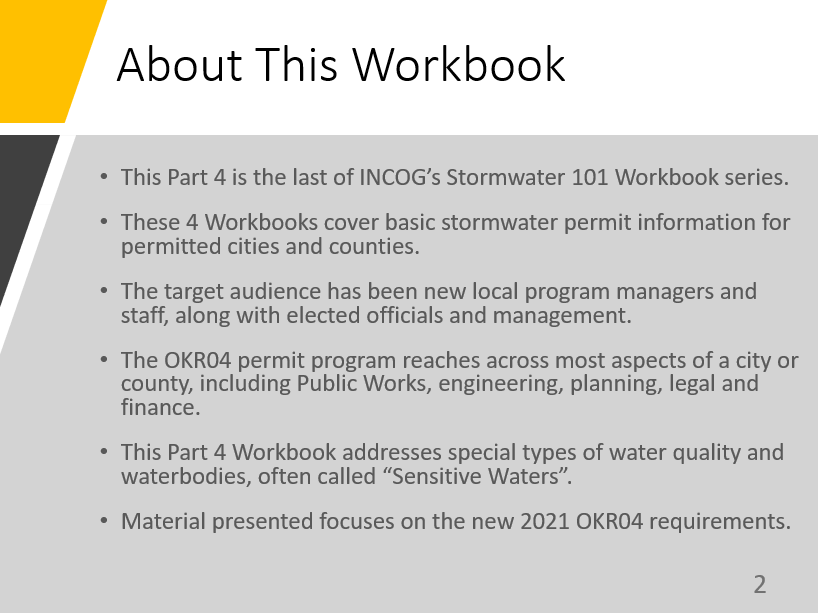 About This Workbook
• This Part 4 is the last of INCOG’s Stormwater 101 Workbook series.
• These 4 Workbooks cover basic stormwater permit information for
permitted cities and counties.
• The target audience has been new local program managers and
staff, along with elected officials and management.
• The OKR04 permit program reaches across most aspects of a city or
county, including Public Works, engineering, planning, legal and
finance.
• This Part 4 Workbook addresses special types of water quality and
waterbodies, often called “Sensitive Waters”.
• Material presented focuses on the new 2021 OKR04 requirements.
2